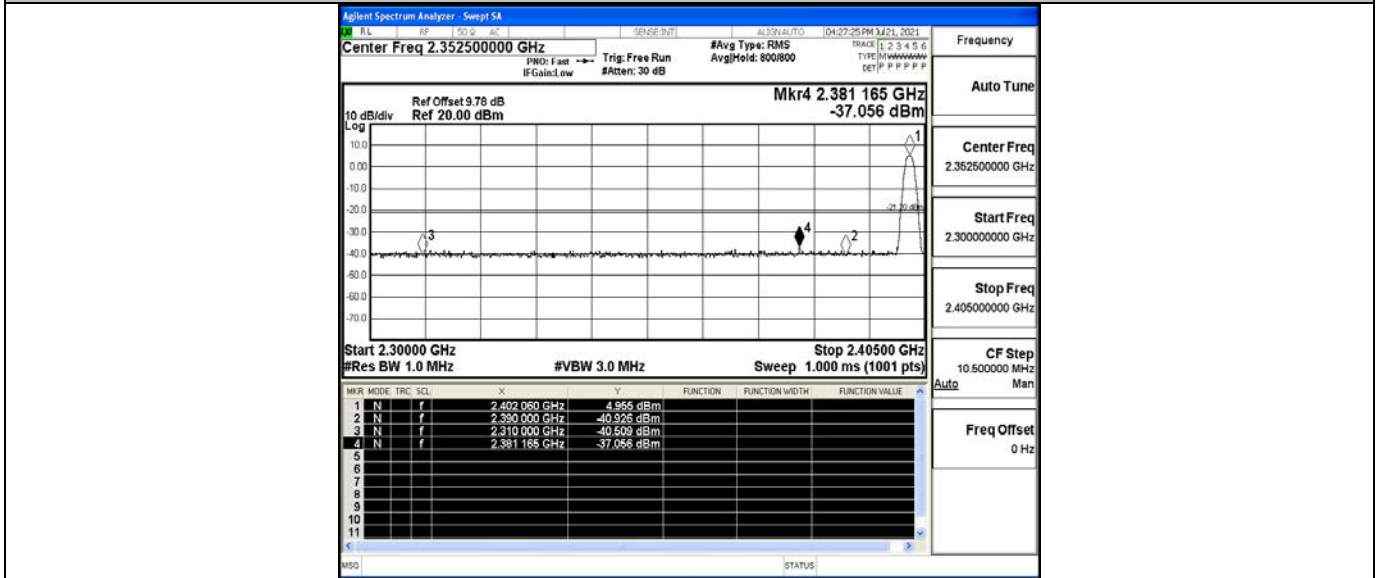 Agilent Spectrum Analyzer - Swept SA
RL RF 50 Ω AC SENSE:INT ALIGNAUTO 04:27:25 PM Jul 21, 2021
Center Freq 2.352500000 GHz
PNO: Fast
IFGain:Low
Trig: Free Run
#Atten: 30 dB
#Avg Type: RMS
Avg|Hold: 800/800
TRACE 1 2 3 4 5 6
TYPE M
DET P P P P P P
Ref Offset 9.78 dB
10 dB/div Ref 20.00 dBm
Log
Mkr4 2.381 165 GHz
-37.056 dBm
10.0
0.00
-10.0
-20.0
-30.0
-40.0
-50.0
-60.0
-70.0
1
3
4
2
Start 2.30000 GHz Stop 2.40500 GHz
#Res BW 1.0 MHz #VBW 3.0 MHz Sweep 1.000 ms (1001 pts)
MKR MODE TRC SCL X Y FUNCTION FUNCTION WIDTH FUNCTION VALUE
1 N f 2.402 060 GHz 4.955 dBm
2 N f 2.390 000 GHz -40.926 dBm
3 N f 2.310 000 GHz -40.509 dBm
4 N f 2.381 165 GHz -37.056 dBm
5
6
7
8
9
10
11
MSG STATUS
Frequency
Auto Tune
Center Freq
2.352500000 GHz
Start Freq
2.300000000 GHz
Stop Freq
2.405000000 GHz
CF Step
10.500000 MHz
Auto Man
Freq Offset
0 Hz